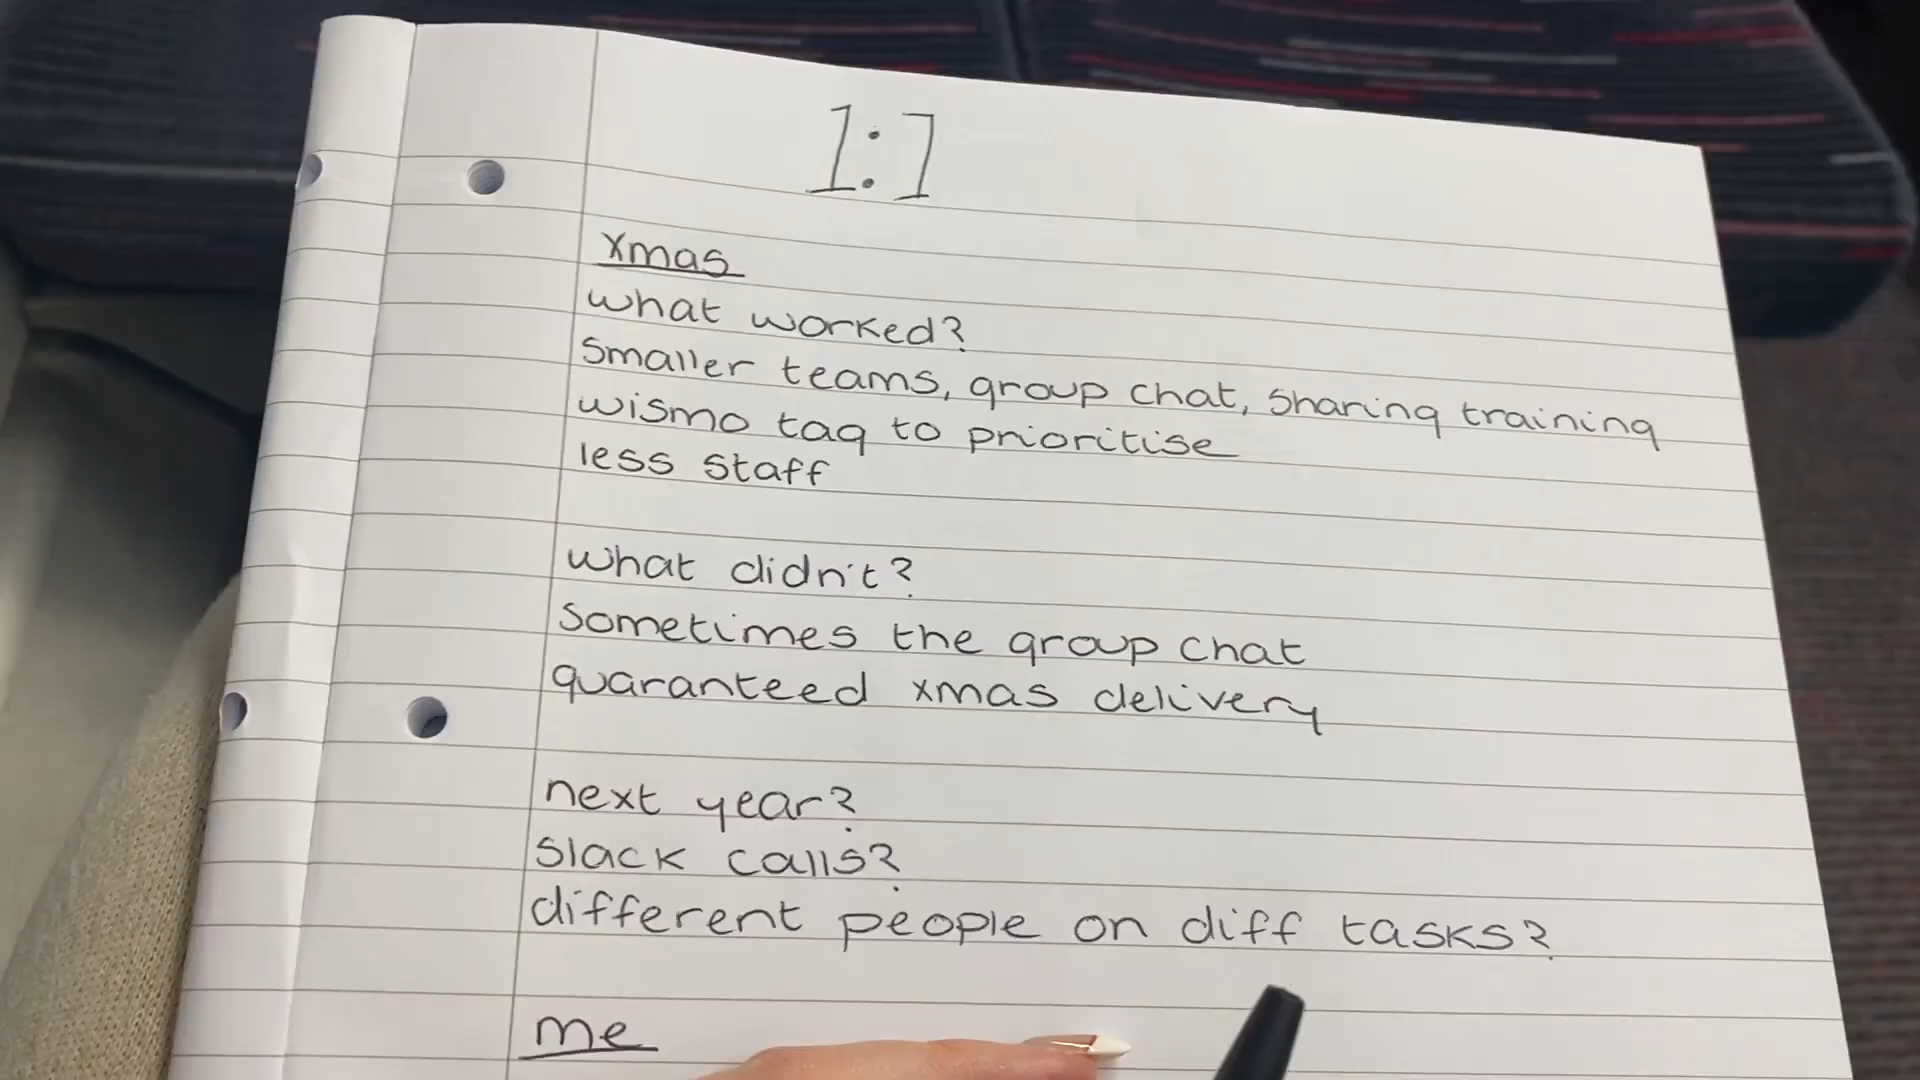 1:1
xmas
what worked?
smaller teams, group chat, sharing training
wismo tag to prioritise
less staff
what didn't?
sometimes the group chat
guaranteed xmas delivery
next year?
slack calls?
different people on diff tasks?
me